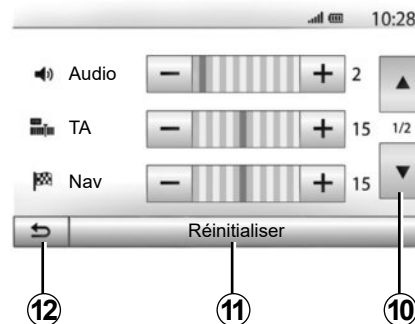 10:28
Audio − + 2
TA − + 15 1/2
Nav − + 15
Réinitialiser
12 11 10